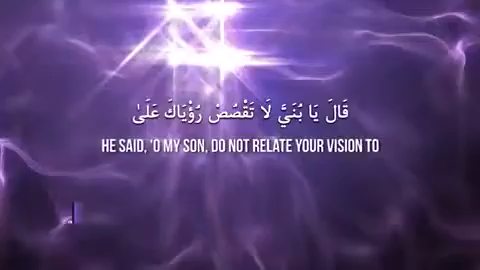 قَالَ يَا بُنَيَّ لَا تَقْصُصْ رُؤْيَاكَ عَلَىٰ
HE SAID, 'O MY SON, DO NOT RELATE YOUR VISION TO